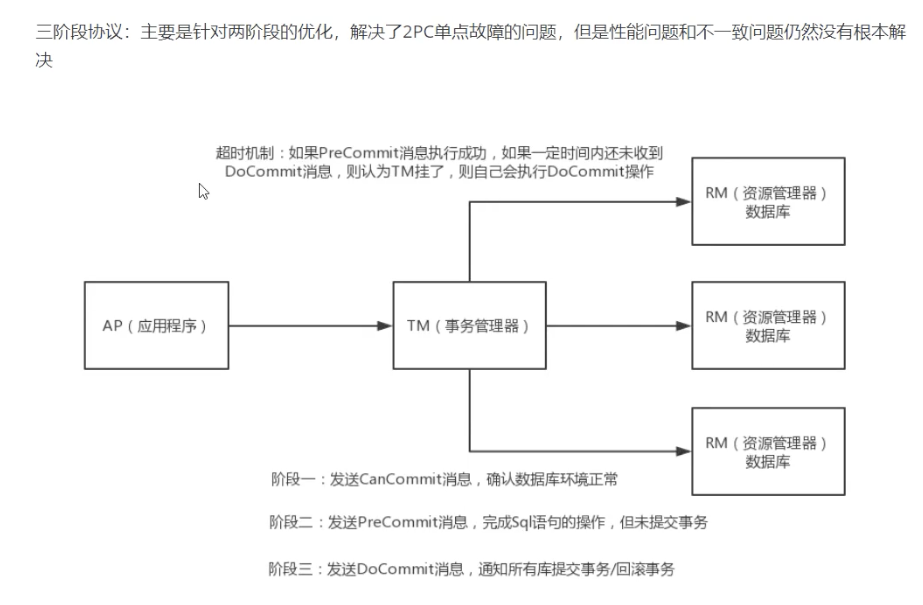 三阶段协议：主要是针对两阶段的优化，解决了2PC单点故障的问题，但是性能问题和不一致问题仍然没有根本解
决
超时机制：如果PreCommit消息执行成功，如果一定时间内还未收到
DoCommit消息，则认为TM挂了，则自己会执行DoCommit操作
RM（资源管理器）
数据库
AP（应用程序）
TM（事务管理器）
RM（资源管理器）
数据库
RM（资源管理器）
数据库
阶段一：发送CanCommit消息，确认数据库环境正常
阶段二：发送PreCommit消息，完成Sql语句的操作，但未提交事务
阶段三：发送DoCommit消息，通知所有库提交事务/回滚事务